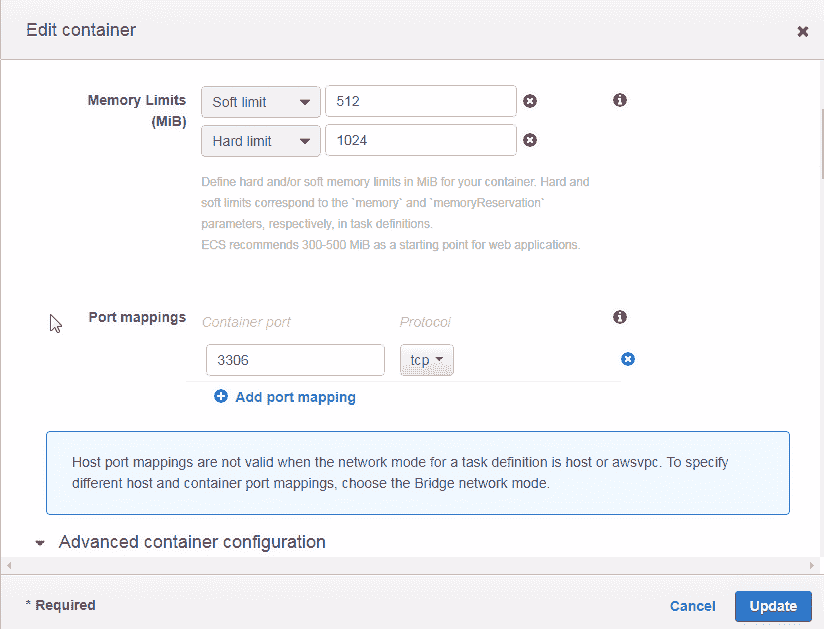 Edit container
Memory Limits (MiB)
Soft limit 512
Hard limit 1024
Define hard and/or soft memory limits in MiB for your container. Hard and
soft limits correspond to the `memory` and `memoryReservation`
parameters, respectively, in task definitions.
ECS recommends 300-500 MiB as a starting point for web applications.
Port mappings
Container port Protocol
3306 tcp
Add port mapping
Host port mappings are not valid when the network mode for a task definition is host or awsvpc. To specify
different host and container port mappings, choose the Bridge network mode.
Advanced container configuration
* Required
Cancel Update